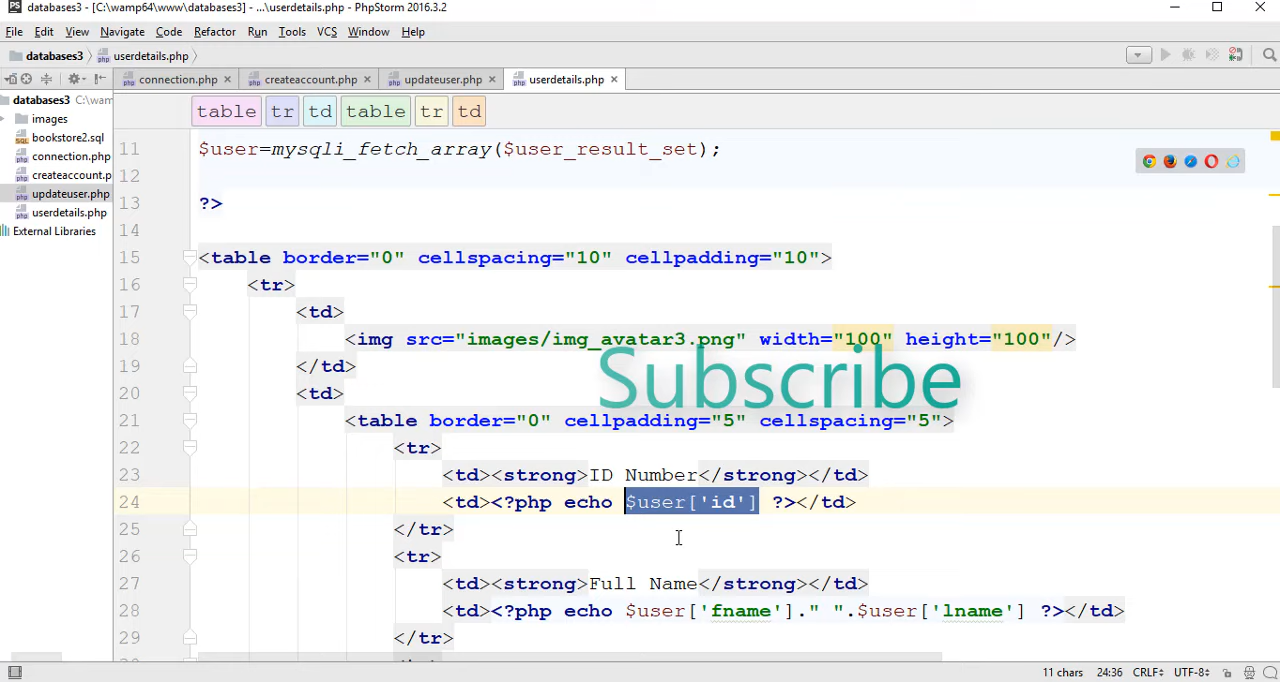 databases3 - [C:\wamp64\www\databases3] - ...\userdetails.php - PhpStorm 2016.3.2
File Edit View Navigate Code Refactor Run Tools VCS Window Help
databases3 userdetails.php
connection.php createaccount.php updateuser.php userdetails.php
databases3 C:\wam
images
bookstore2.sql
connection.php
createaccount.p
updateuser.php
userdetails.php
External Libraries
table tr td table tr td
11 $user=mysqli_fetch_array($user_result_set);
12
13 ?>
14
15 <table border="0" cellspacing="10" cellpadding="10">
16 <tr>
17 <td>
18 <img src="images/img_avatar3.png" width="100" height="100"/>
19 </td>
20 <td>
21 <table border="0" cellpadding="5" cellspacing="5">
22 <tr>
23 <td><strong>ID Number</strong></td>
24 <td><?php echo $user['id'] ?></td>
25 </tr>
26 <tr>
27 <td><strong>Full Name</strong></td>
28 <td><?php echo $user['fname']." ".$user['lname'] ?></td>
29 </tr>
Subscribe
11 chars 24:36 CRLF UTF-8